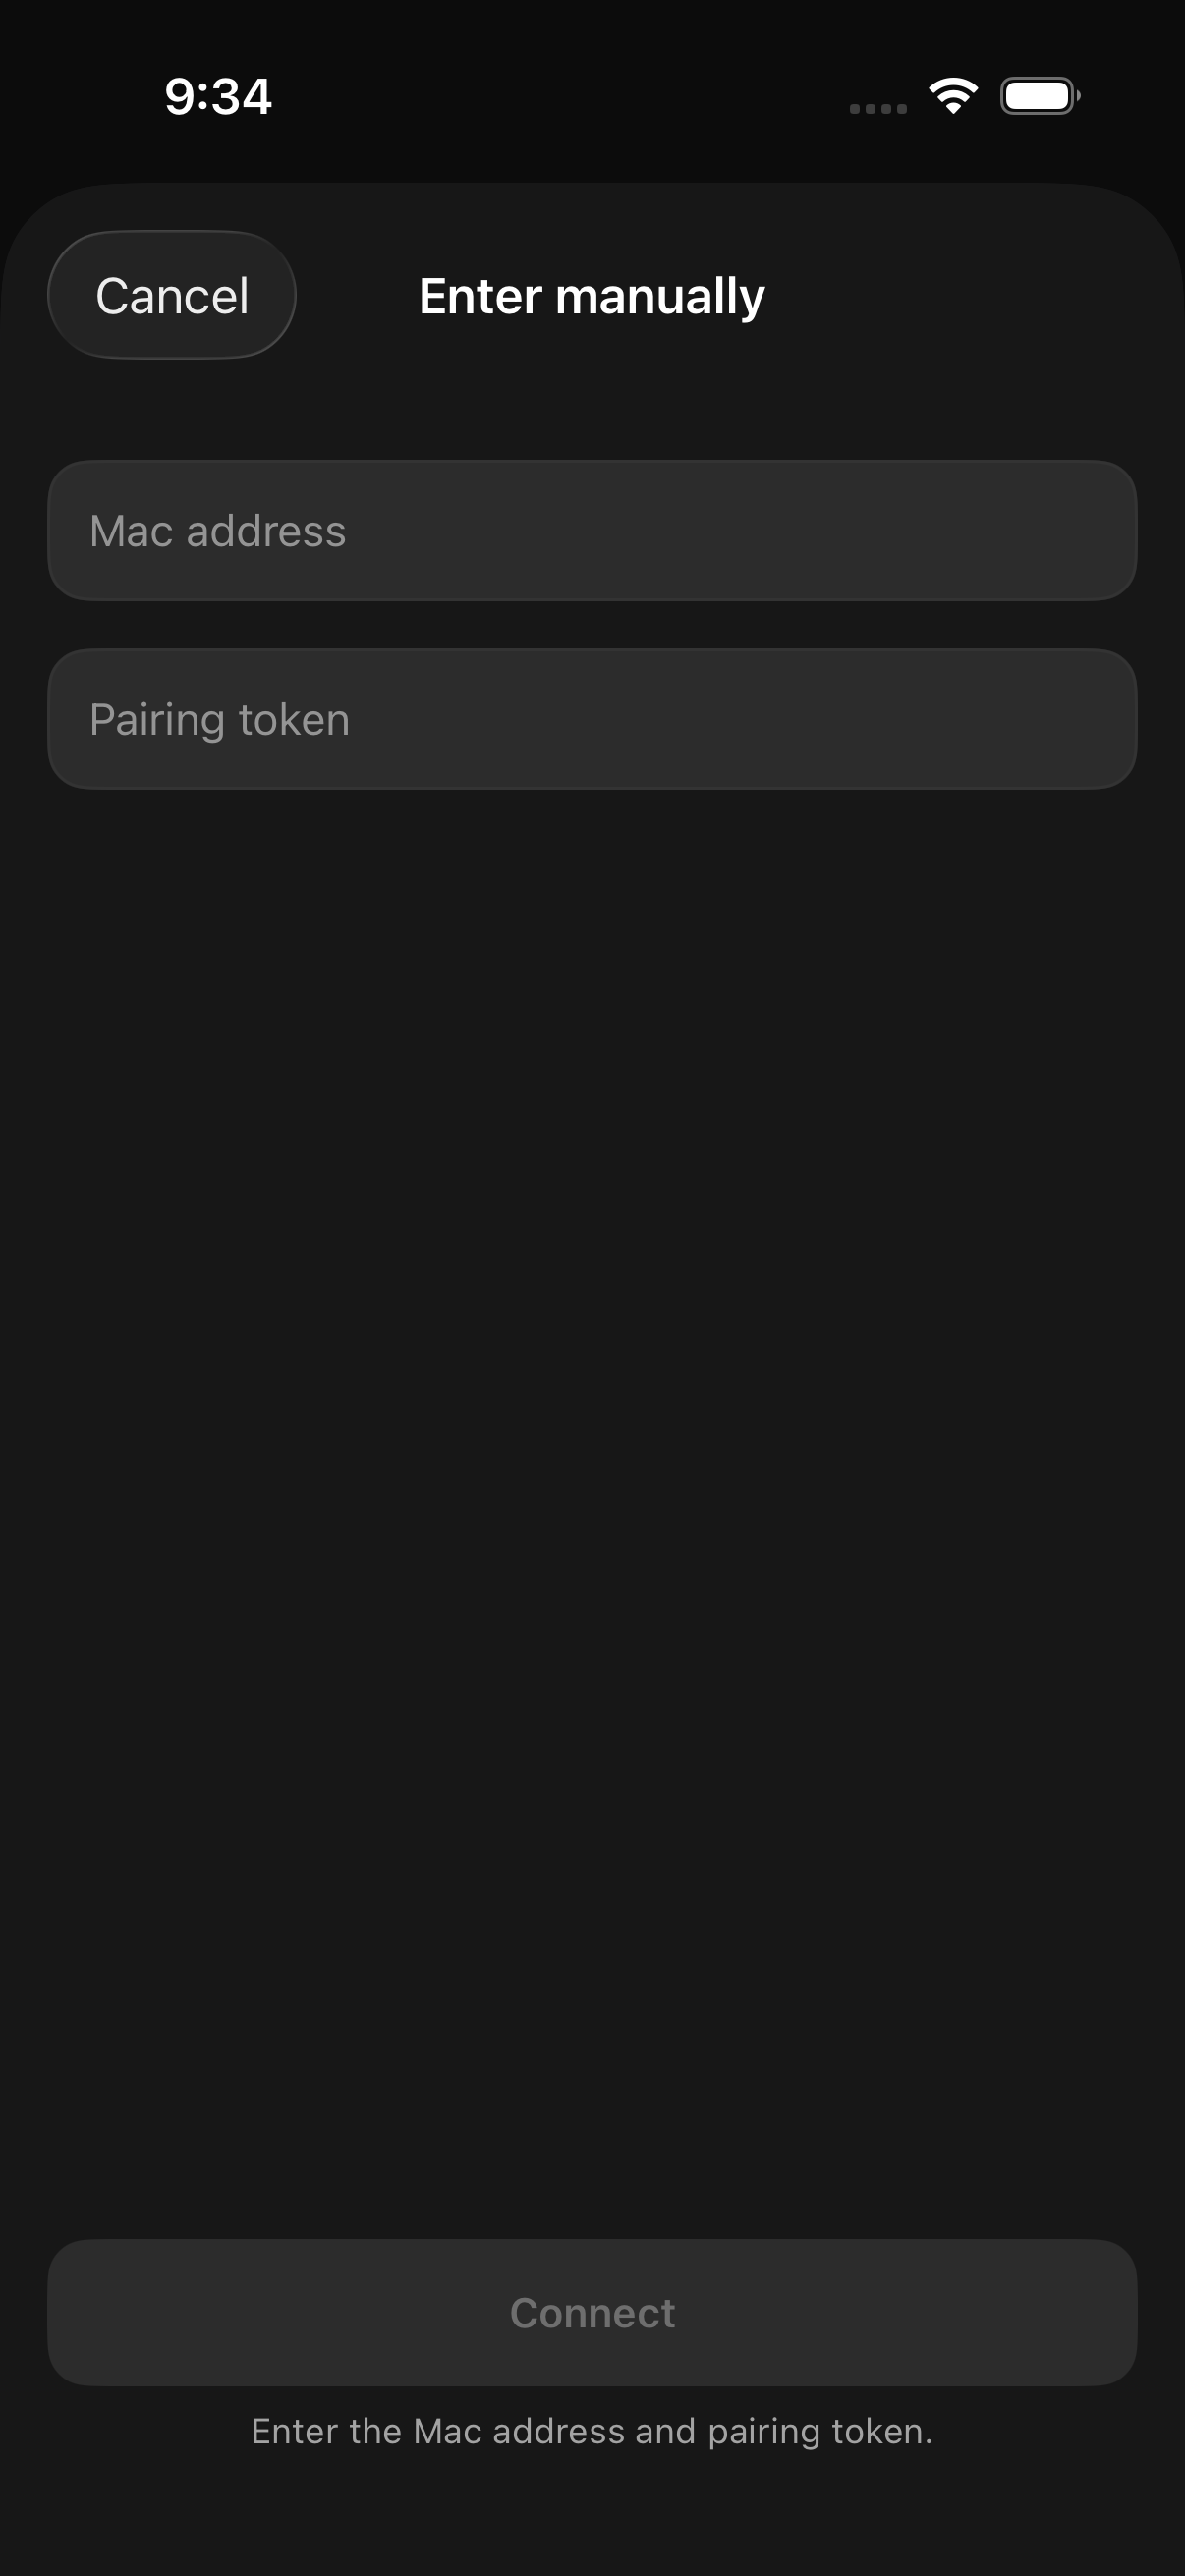 9:34
Cancel
Enter manually
Mac address
Pairing token
Connect
Enter the Mac address and pairing token.